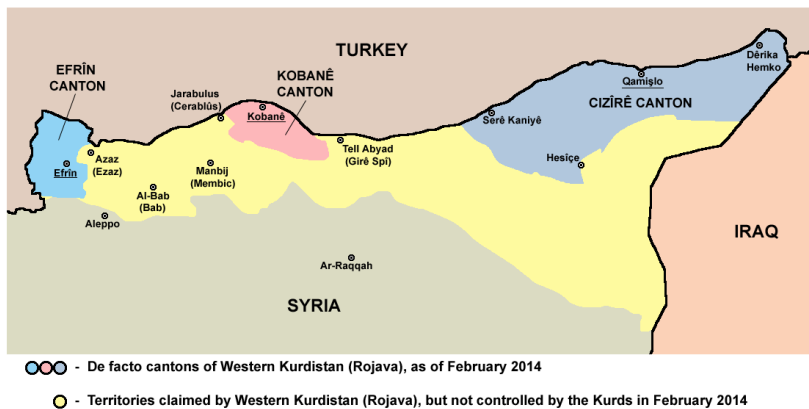 TURKEY
EFRÎN
CANTON
KOBANÊ
CANTON
Jarabulus
(Cerablûs)
Kobanê
Dêrika
Hemko
Qamişlo
CIZÎRÊ CANTON
Serê Kaniyê
Azaz
(Ezaz)
Efrîn
Manbij
(Membic)
Tell Abyad
(Girê Spî)
Hesîçe
Al-Bab
(Bab)
Aleppo
IRAQ
Ar-Raqqah
SYRIA
- De facto cantons of Western Kurdistan (Rojava), as of February 2014
- Territories claimed by Western Kurdistan (Rojava), but not controlled by the Kurds in February 2014